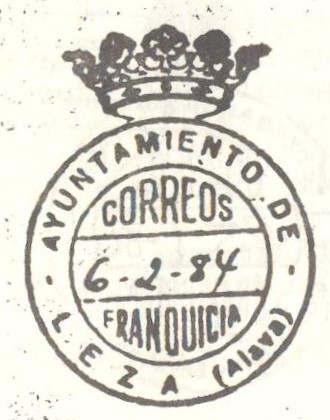 - AYUNTAMIENTO DE -
CORREOS
6-2-84
FRANQUICIA
LEZA (Alava)